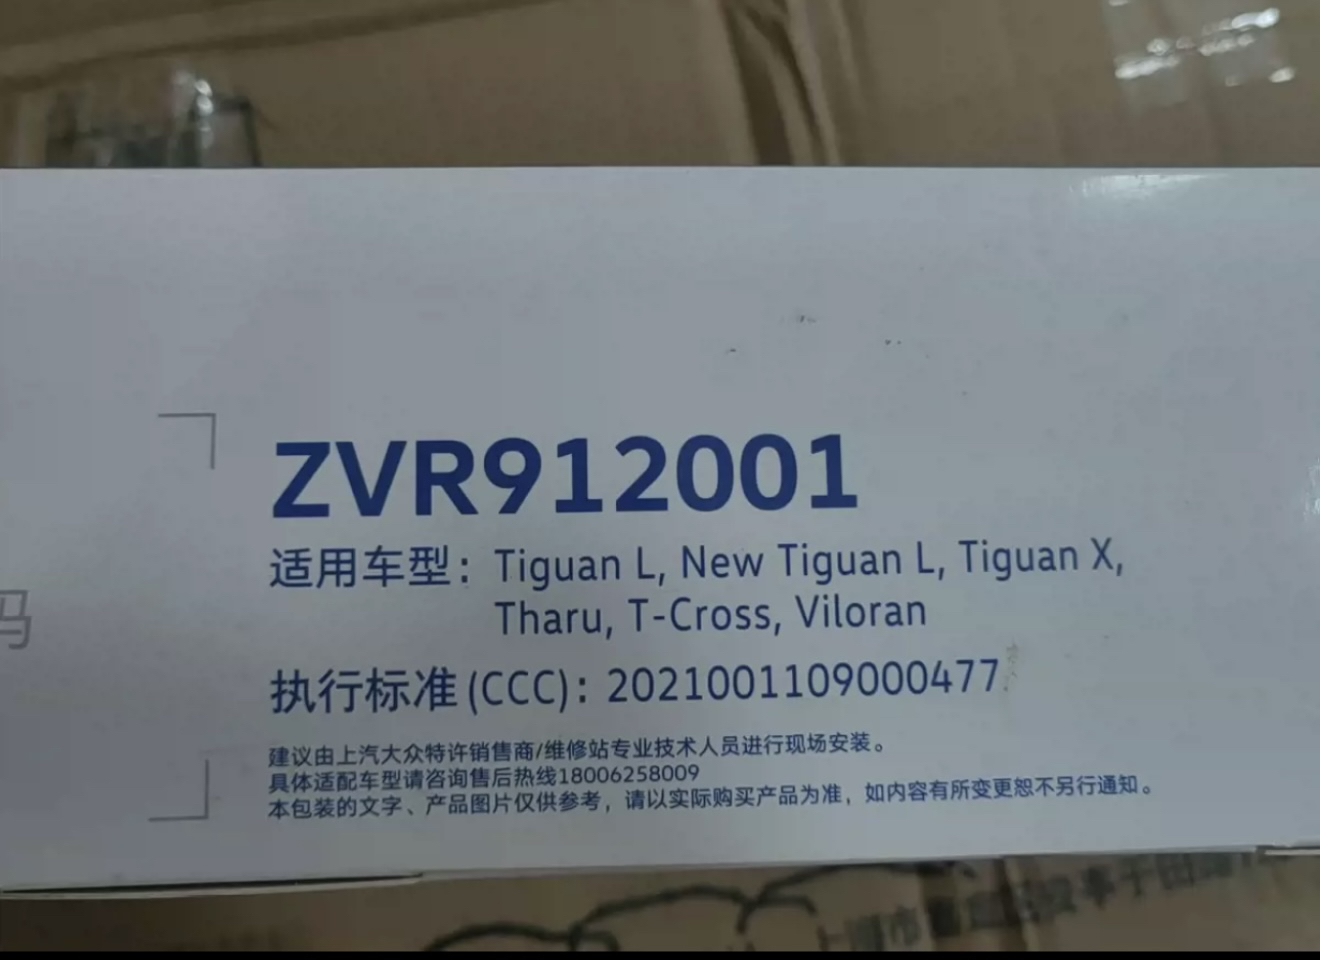 ZVR912001
适用车型：Tiguan L, New Tiguan L, Tiguan X,
Tharu, T-Cross, Viloran
执行标准(CCC)：2021001109000477
建议由上汽大众特许销售商/维修站专业技术人员进行现场安装。
具体适配车型请咨询售后热线18006258009
本包装的文字、产品图片仅供参考，请以实际购买产品为准，如内容有所变更恕不另行通知。
码